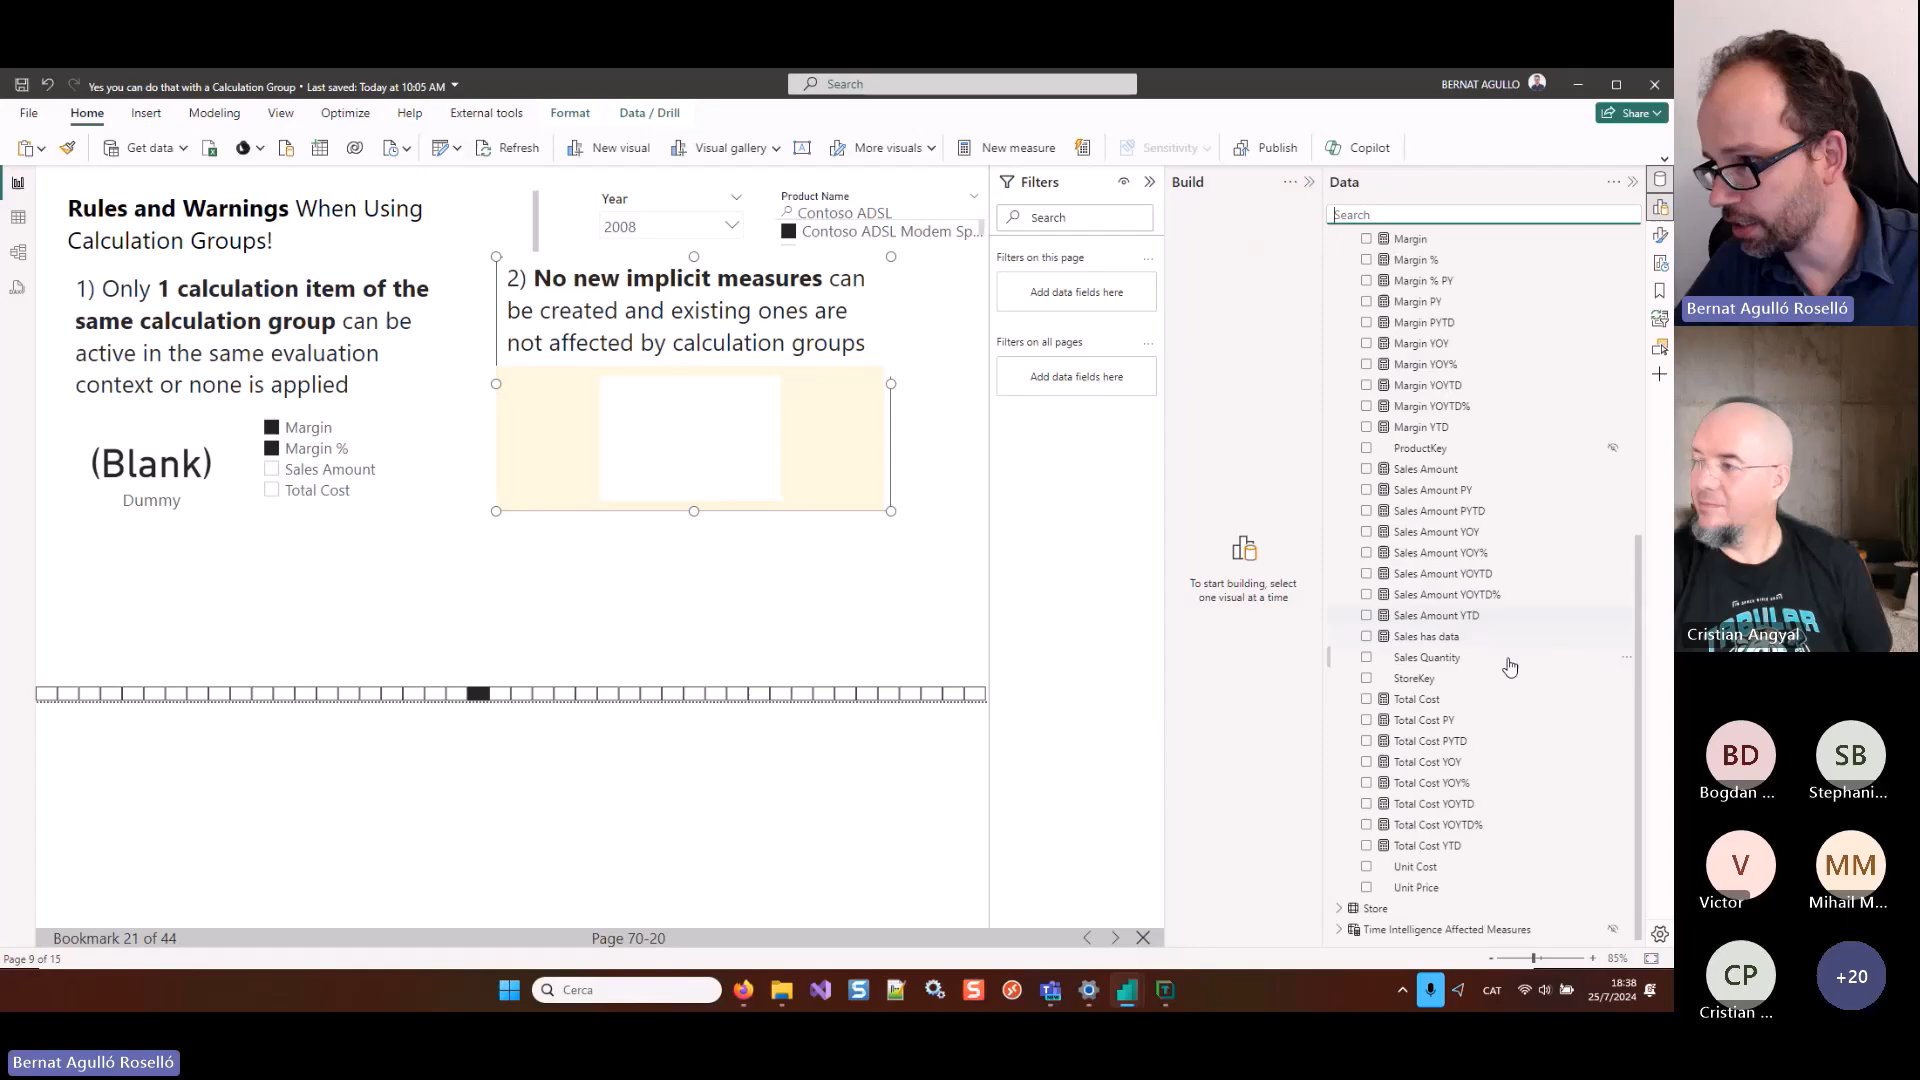 Yes you can do that with a Calculation Group • Last saved: Today at 10:05 AM
Search
BERNAT AGULLO
File
Home
Insert
Modeling
View
Optimize
Help
External tools
Format
Data / Drill
Share
Get data
Refresh
New visual
Visual gallery
More visuals
New measure
Sensitivity
Publish
Copilot
Rules and Warnings When Using
Calculation Groups!
1) Only 1 calculation item of the
same calculation group can be
active in the same evaluation
context or none is applied
(Blank)
Dummy
Margin
Margin %
Sales Amount
Total Cost
Year
2008
Product Name
Contoso ADSL
Contoso ADSL Modem Sp...
2) No new implicit measures can
be created and existing ones are
not affected by calculation groups
Bookmark 21 of 44
Page 70-20
Page 9 of 15
85%
Filters
Search
Filters on this page
Add data fields here
Filters on all pages
Add data fields here
Build
To start building, select
one visual at a time
Data
Search
Margin
Margin %
Margin % PY
Margin PY
Margin PYTD
Margin YOY
Margin YOY%
Margin YOYTD
Margin YOYTD%
Margin YTD
ProductKey
Sales Amount
Sales Amount PY
Sales Amount PYTD
Sales Amount YOY
Sales Amount YOY%
Sales Amount YOYTD
Sales Amount YOYTD%
Sales Amount YTD
Sales has data
Sales Quantity
StoreKey
Total Cost
Total Cost PY
Total Cost PYTD
Total Cost YOY
Total Cost YOY%
Total Cost YOYTD
Total Cost YOYTD%
Total Cost YTD
Unit Cost
Unit Price
Store
Time Intelligence Affected Measures
Cerca
CAT
18:38
25/7/2024
Bernat Agulló Roselló
Bernat Agulló Roselló
TABULAR
Cristian Angyal
BD
Bogdan ...
SB
Stephani...
V
Victor
MM
Mihail M...
CP
Cristian ...
+20